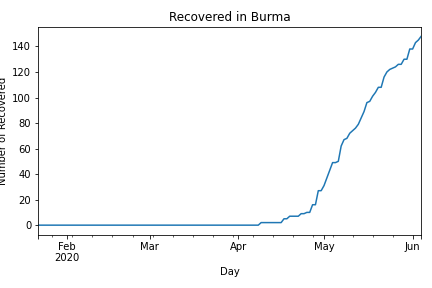 Recovered in Burma
Number of Recovered
140
120
100
80
60
40
20
0
Feb
2020
Mar
Apr
May
Jun
Day